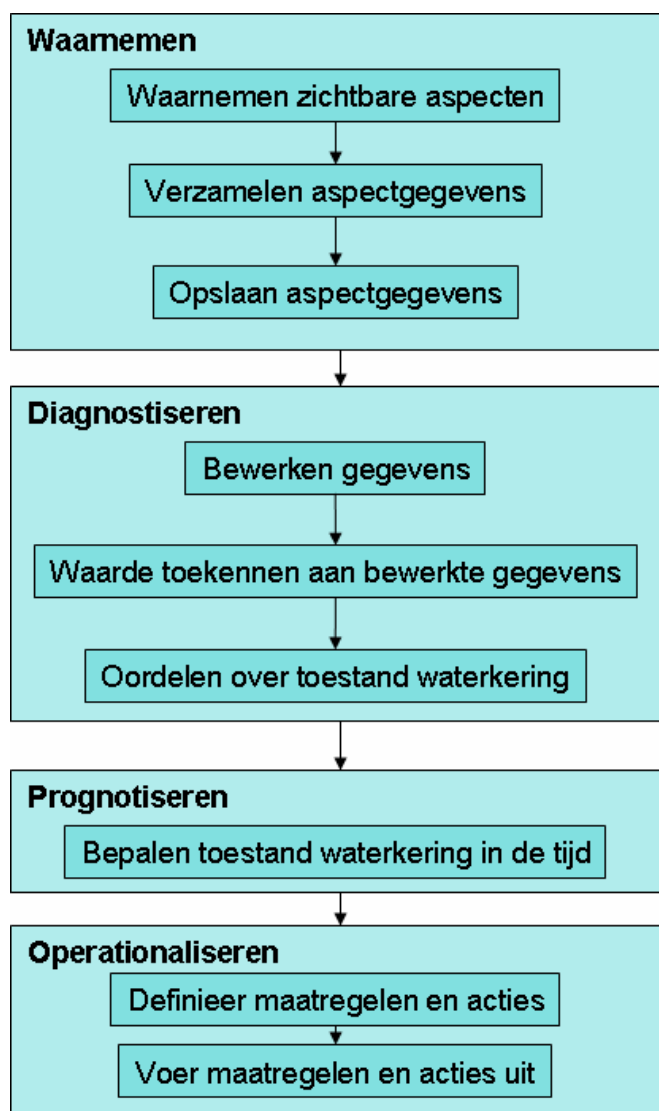 Waarnemen
Waarnemen zichtbare aspecten
Verzamelen aspectgegevens
Opslaan aspectgegevens
Diagnostiseren
Bewerken gegevens
Waarde toekennen aan bewerkte gegevens
Oordelen over toestand waterkering
Prognotiseren
Bepalen toestand waterkering in de tijd
Operationaliseren
Definieer maatregelen en acties
Voer maatregelen en acties uit